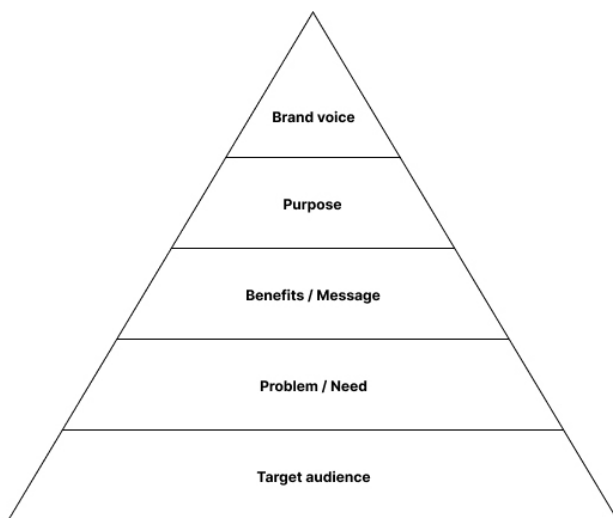 Brand voice
Purpose
Benefits / Message
Problem / Need
Target audience